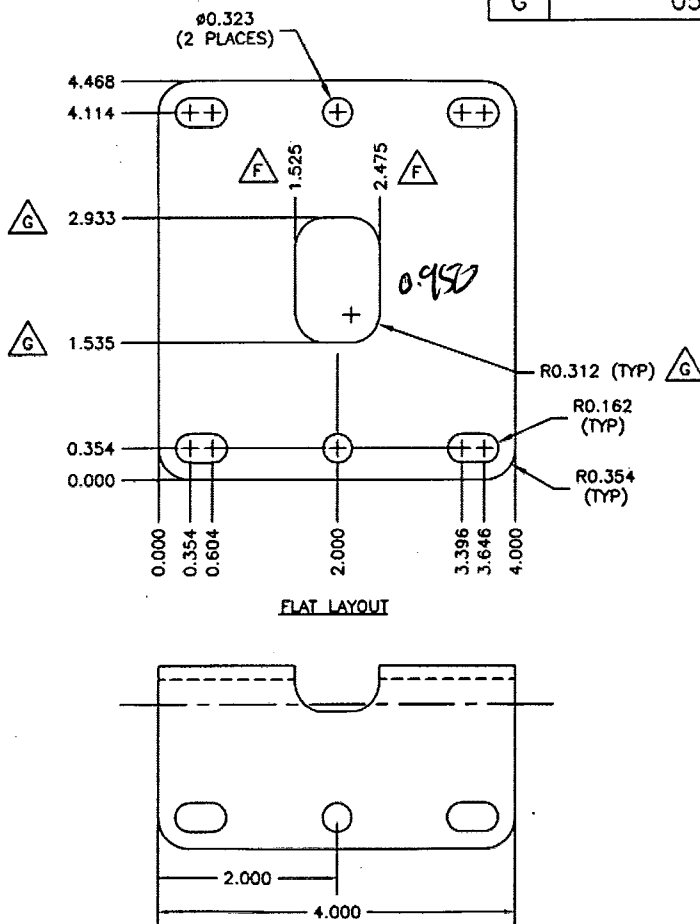 G 05
ø0.323
(2 PLACES)
4.468
4.114
F 1.525 2.475 F
G 2.933
0.950
G 1.535
R0.312 (TYP) G
R0.162
(TYP)
0.354
0.000
R0.354
(TYP)
0.000 0.354 0.604 2.000 3.396 3.646 4.000
FLAT LAYOUT
2.000
4.000